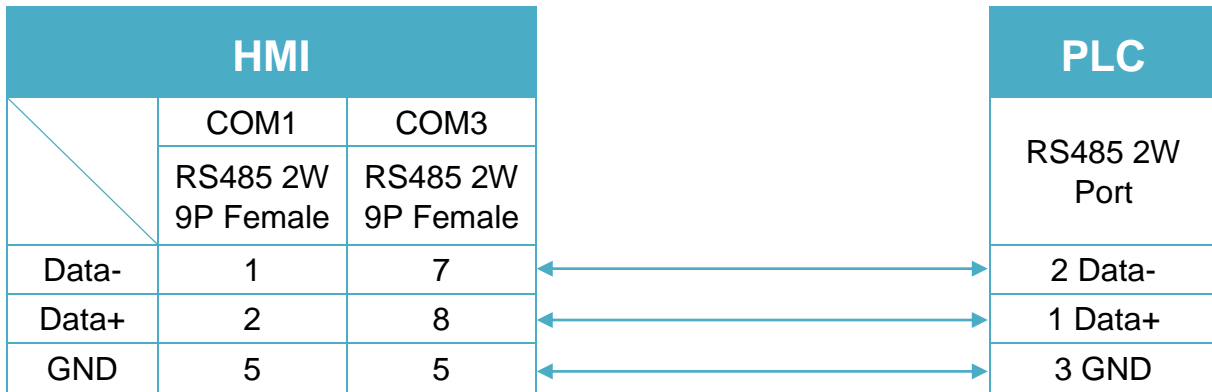 HMI
PLC
COM1 COM3
RS485 2W
9P Female
RS485 2W
9P Female
RS485 2W
Port
Data- 1 7 2 Data-
Data+ 2 8 1 Data+
GND 5 5 3 GND